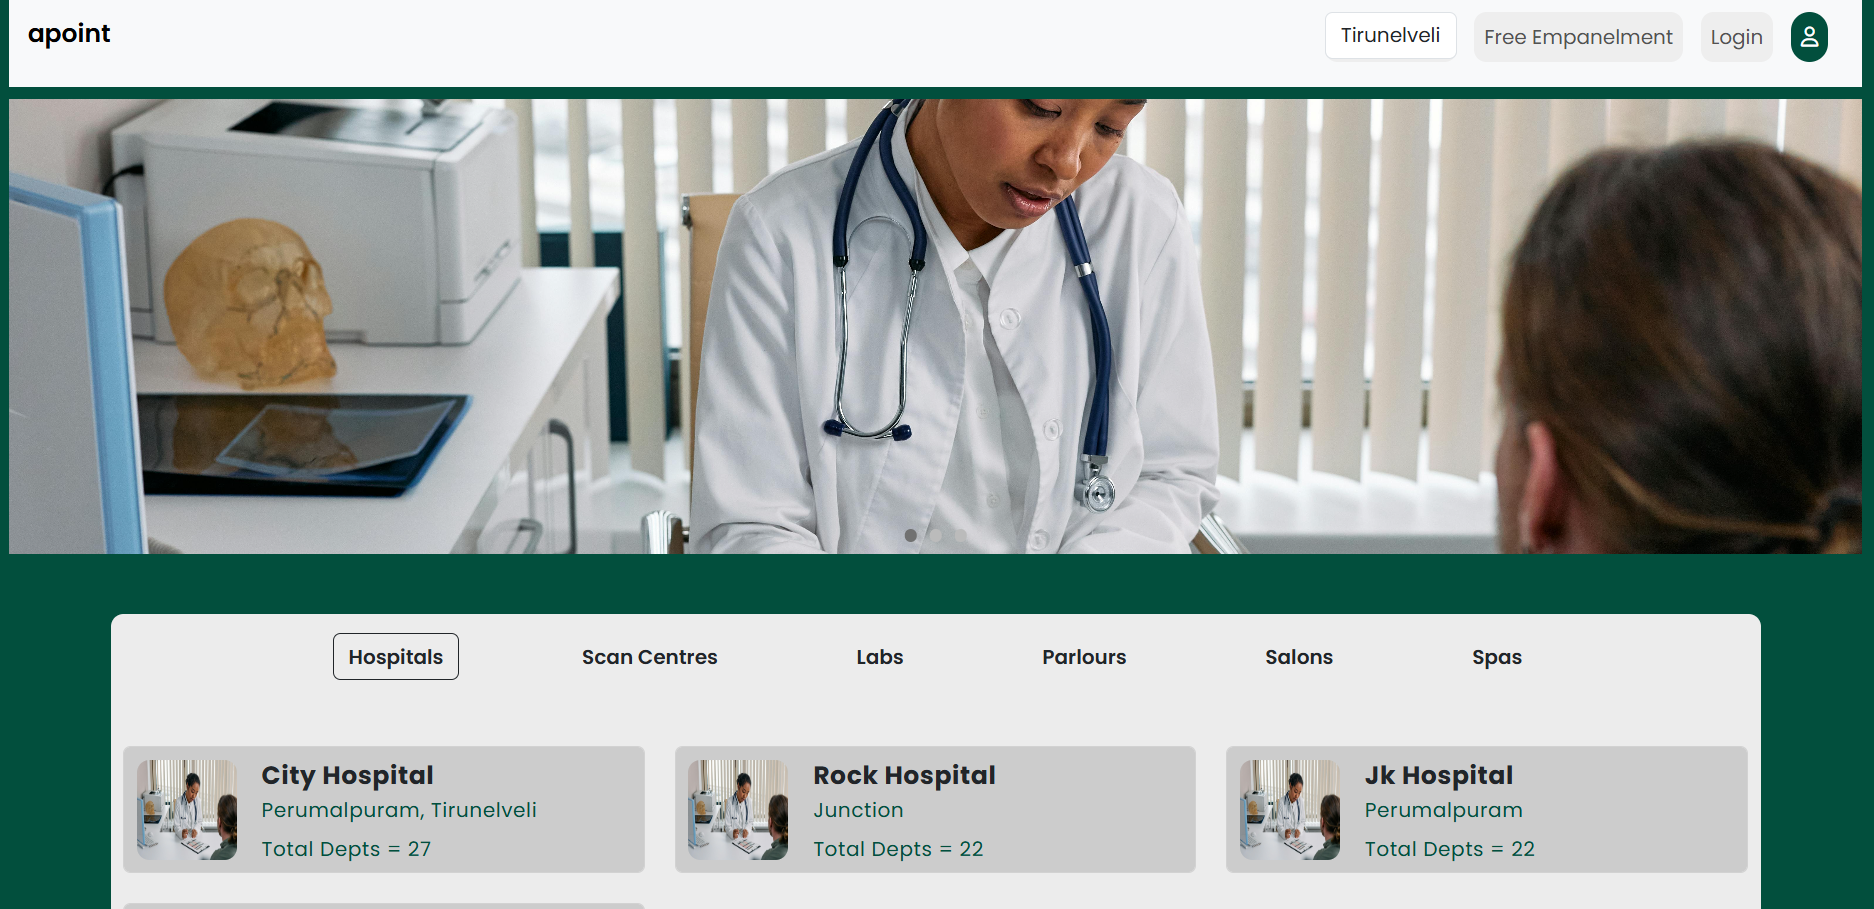 apoint
Tirunelveli
Free Empanelment
Login
Hospitals
Scan Centres
Labs
Parlours
Salons
Spas
City Hospital
Perumalpuram, Tirunelveli
Total Depts = 27
Rock Hospital
Junction
Total Depts = 22
Jk Hospital
Perumalpuram
Total Depts = 22